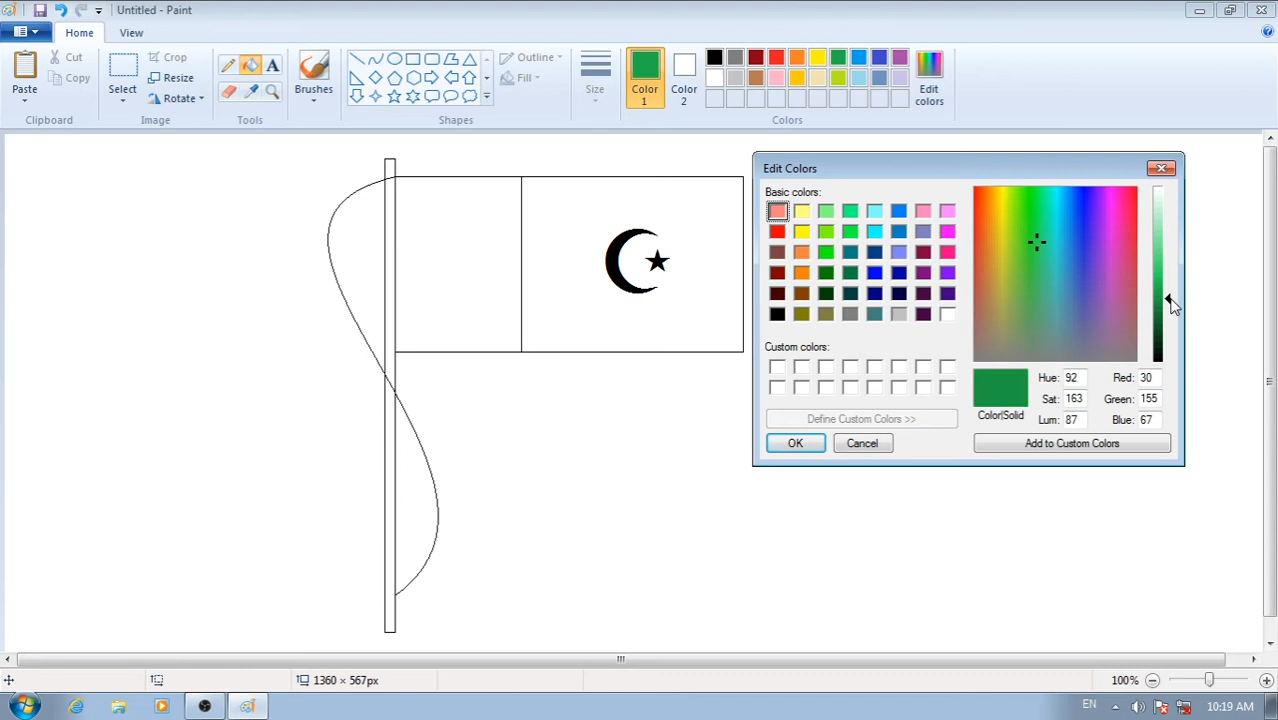 Untitled - Paint
Home
View
Paste
Cut
Copy
Clipboard
Select
Crop
Resize
Rotate
Image
Tools
Brushes
Outline
Fill
Shapes
Size
Color
1
Color
2
Edit
colors
Colors
Edit Colors
Basic colors:
Custom colors:
Define Custom Colors >>
OK
Cancel
Hue: 92
Sat: 163
Lum: 87
Red: 30
Green: 155
Blue: 67
Color|Solid
Add to Custom Colors
1360 × 567px
100%
EN
10:19 AM